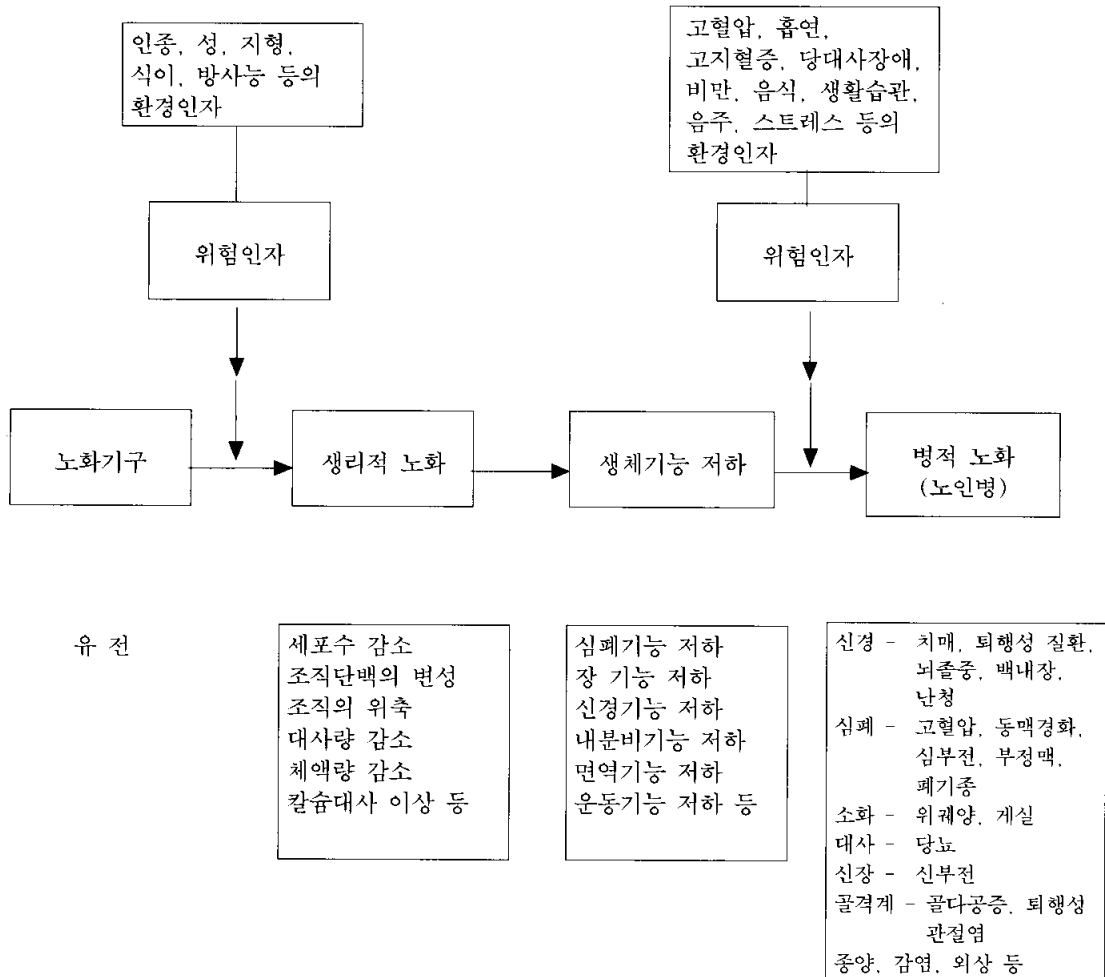 인종, 성, 지형,
식이, 방사능 등의
환경인자
고혈압, 흡연,
고지혈증, 당대사장애,
비만, 음식, 생활습관,
음주, 스트레스 등의
환경인자
위험인자
위험인자
노화기구
생리적 노화
생체기능 저하
병적 노화
(노인병)
유 전
세포수 감소
조직단백의 변성
조직의 위축
대사량 감소
체액량 감소
칼슘대사 이상 등
심폐기능 저하
장 기능 저하
신경기능 저하
내분비기능 저하
면역기능 저하
운동기능 저하 등
신경 - 치매, 퇴행성 질환,
뇌졸중, 백내장,
난청
심폐 - 고혈압, 동맥경화,
심부전, 부정맥,
폐기종
소화 - 위궤양, 게실
대사 - 당뇨
신장 - 신부전
골격계 - 골다공증, 퇴행성
관절염
종양, 감염, 외상 등